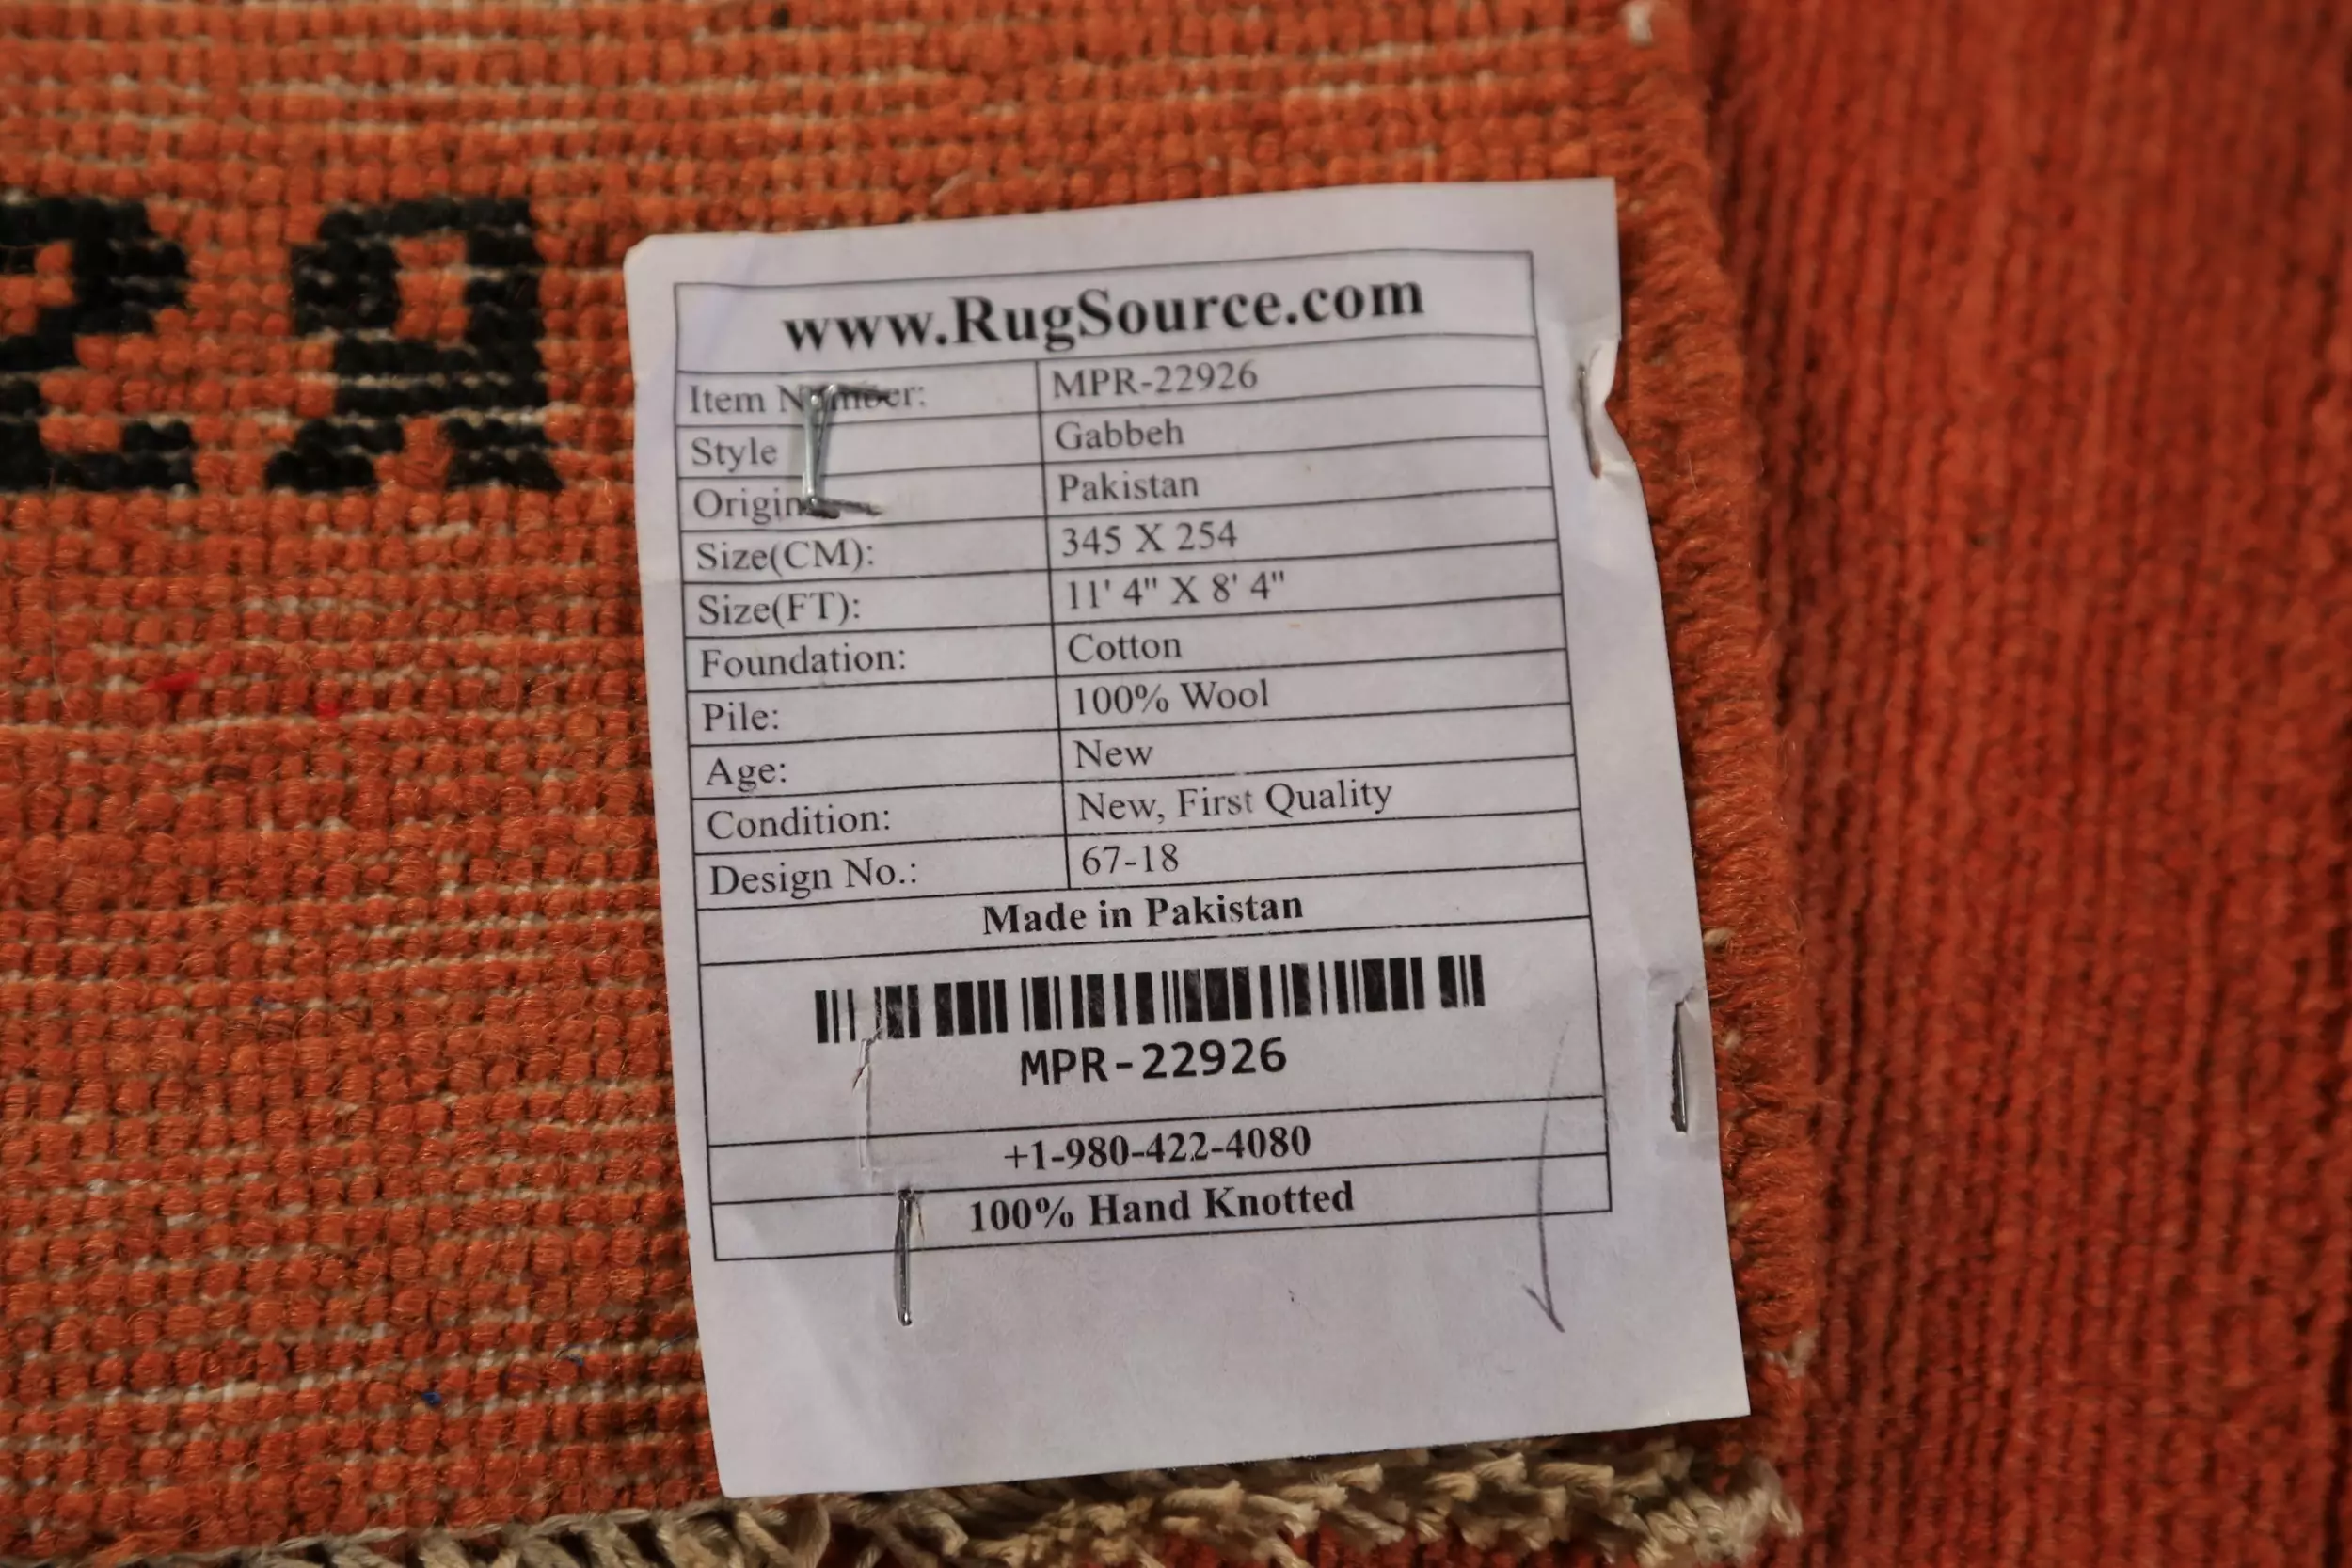 www.RugSource.com
Item Number: MPR-22926
Style Gabbeh
Origin Pakistan
Size(CM): 345 X 254
Size(FT): 11' 4" X 8' 4"
Foundation: Cotton
Pile: 100% Wool
Age: New
Condition: New, First Quality
Design No.: 67-18
Made in Pakistan
MPR-22926
+1-980-422-4080
100% Hand Knotted